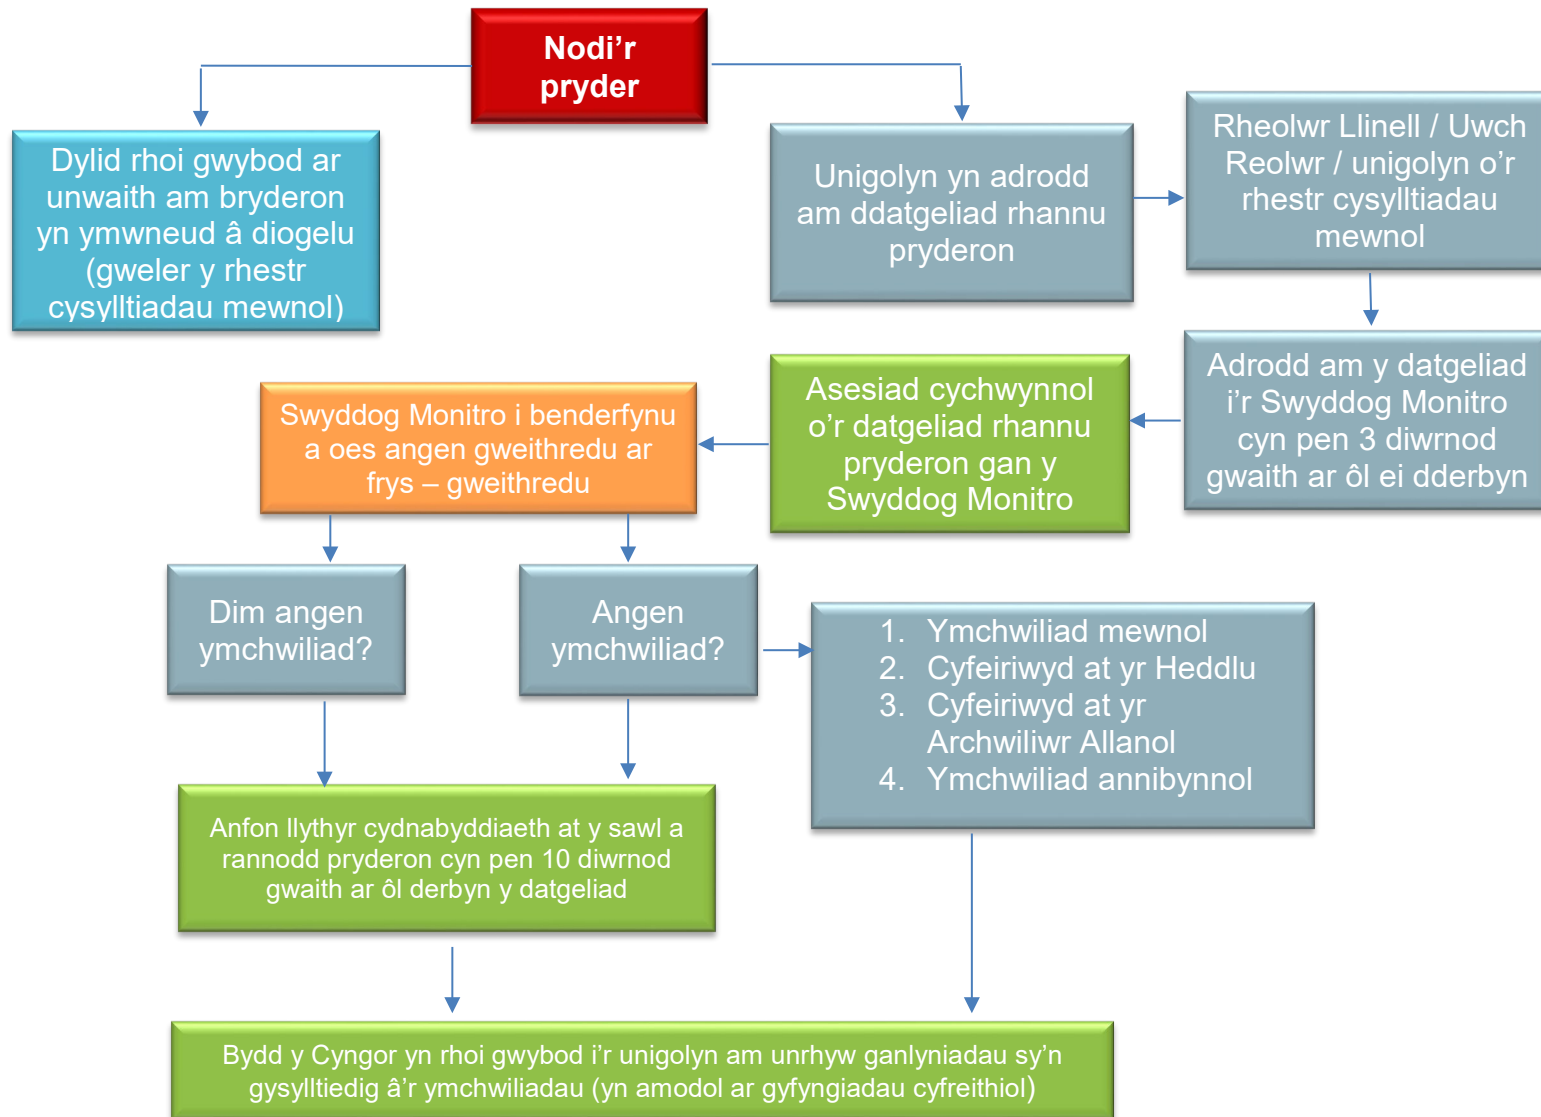 Nodi’r
pryder
Dylid rhoi gwybod ar
unwaith am bryderon
yn ymwneud â diogelu
(gweler y rhestr
cysylltiadau mewnol)
Unigolyn yn adrodd
am ddatgeliad rhannu
pryderon
Rheolwr Llinell / Uwch
Reolwr / unigolyn o’r
rhestr cysylltiadau
mewnol
Adrodd am y datgeliad
i’r Swyddog Monitro
cyn pen 3 diwrnod
gwaith ar ôl ei dderbyn
Asesiad cychwynnol
o’r datgeliad rhannu
pryderon gan y
Swyddog Monitro
Swyddog Monitro i benderfynu
a oes angen gweithredu ar
frys – gweithredu
Dim angen
ymchwiliad?
Angen
ymchwiliad?
1. Ymchwiliad mewnol
2. Cyfeiriwyd at yr Heddlu
3. Cyfeiriwyd at yr
Archwiliwr Allanol
4. Ymchwiliad annibynnol
Anfon llythyr cydnabyddiaeth at y sawl a
rannodd pryderon cyn pen 10 diwrnod
gwaith ar ôl derbyn y datgeliad
Bydd y Cyngor yn rhoi gwybod i’r unigolyn am unrhyw ganlyniadau sy’n
gysylltiedig â’r ymchwiliadau (yn amodol ar gyfyngiadau cyfreithiol)